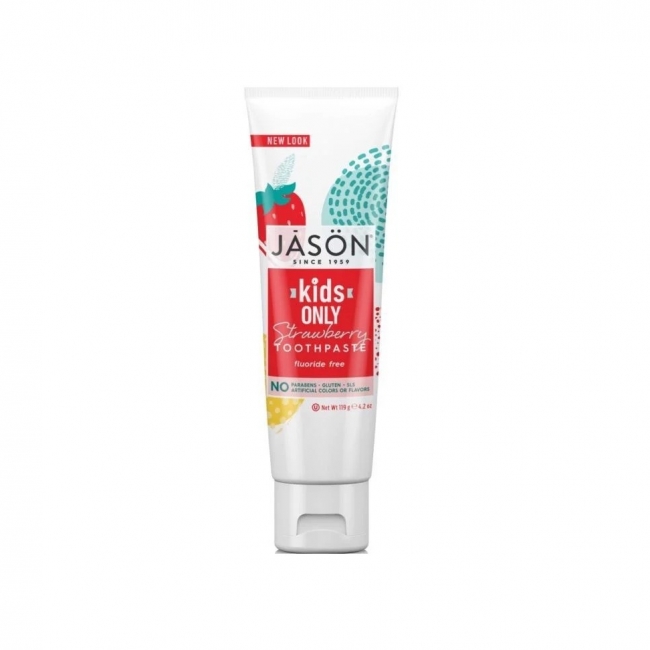 NEW LOOK
JĀSÖN®
SINCE 1959
kids
ONLY
Strawberry
TOOTHPASTE
fluoride free
NO PARABENS • GLUTEN • SLS
ARTIFICIAL COLORS OR FLAVORS
Net Wt 119 g ℮ 4.2 oz